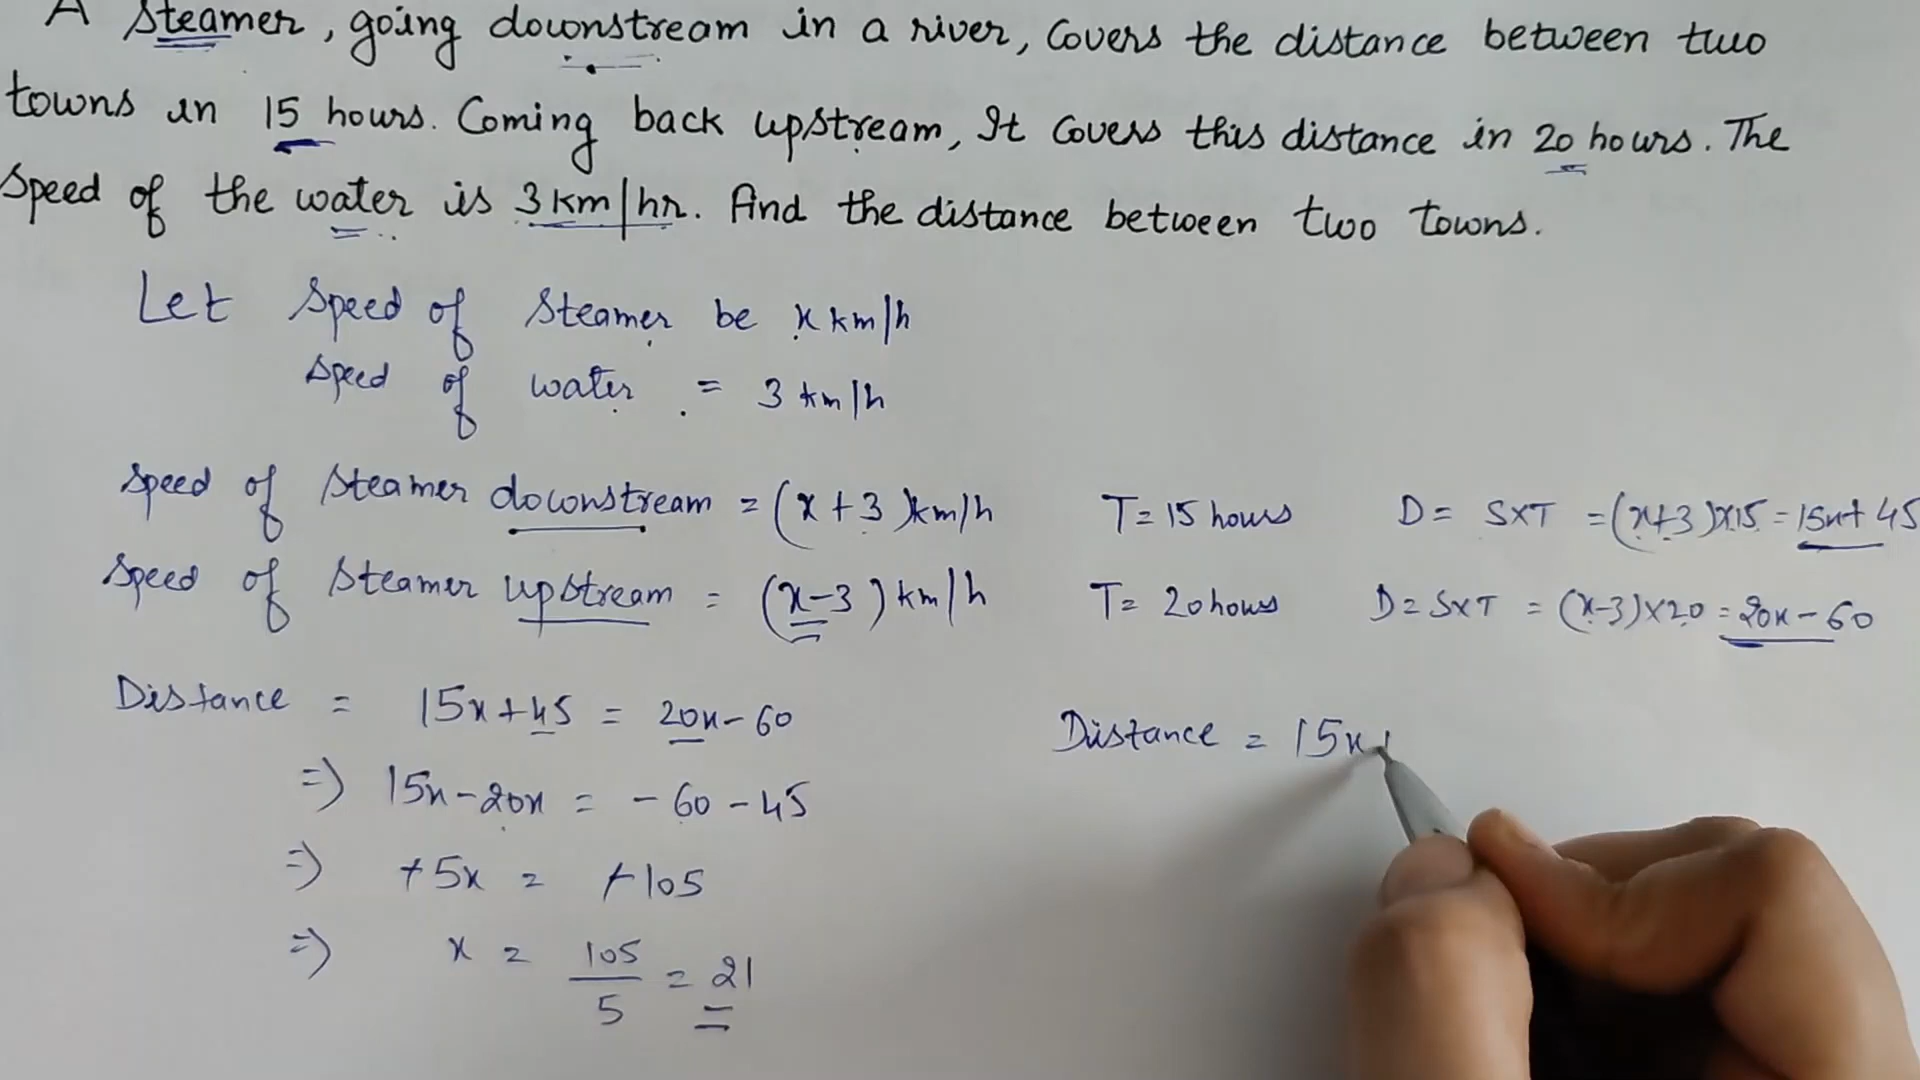 A Steamer, going downstream in a river, Covers the distance between two
towns in 15 hours. Coming back upstream, It Covers this distance in 20 hours. The
Speed of the water is 3km/hr. Find the distance between two towns.
Let Speed of Steamer be x km/h
Speed of water = 3 km/h
Speed of Steamer downstream = (x+3)km/h T= 15 hours D= S×T =(x+3)×15=15x+45
Speed of Steamer upstream = (x-3)km/h T= 20hours D=S×T = (x-3)×20=20x-60
Distance = 15x+45 = 20x-60
Distance = 15x+
=> 15x-20x = -60-45
=> +5x = +105
=> x = 105/5 = 21